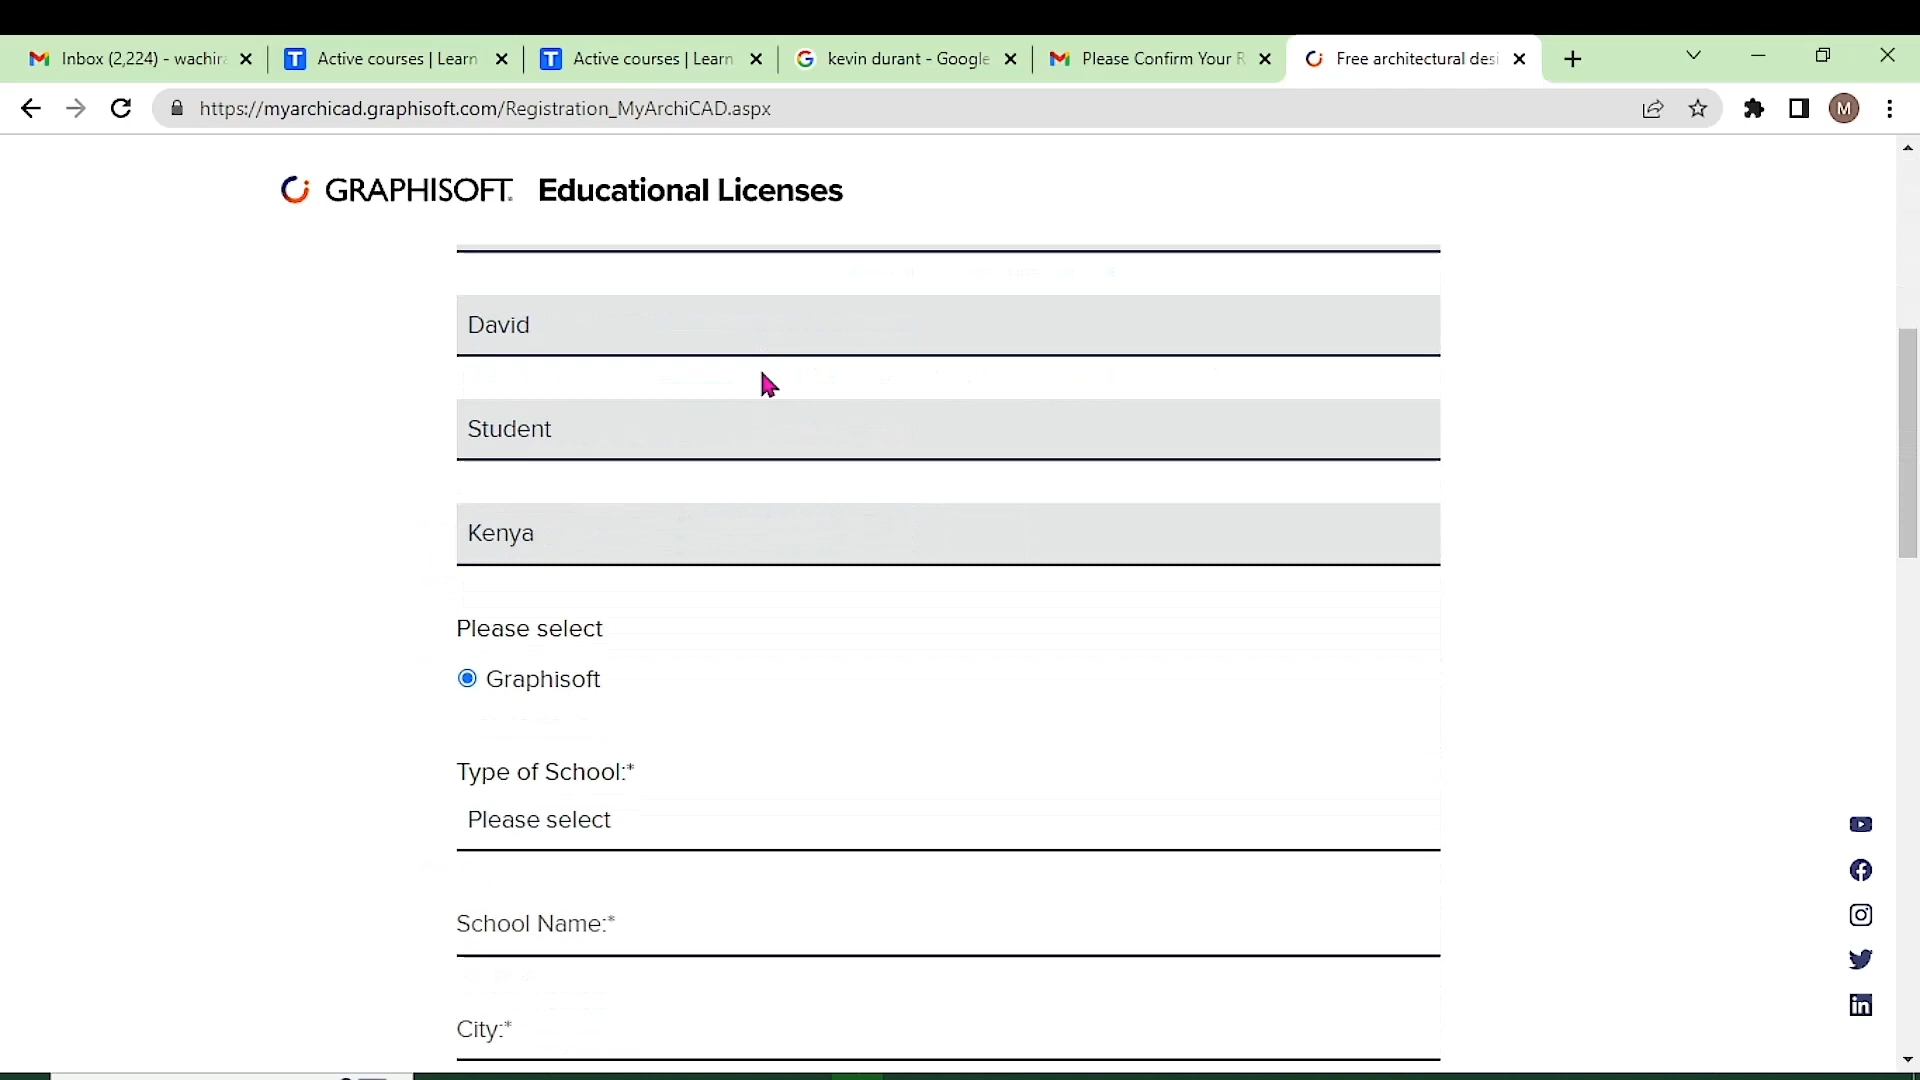 Inbox (2,224) - wachira
Active courses | Learn
Active courses | Learn
kevin durant - Google
Please Confirm Your R
Free architectural desi
https://myarchicad.graphisoft.com/Registration_MyArchiCAD.aspx
M
GRAPHISOFT. Educational Licenses
David
Student
Kenya
Please select
Graphisoft
Type of School:*
Please select
School Name:*
City:*